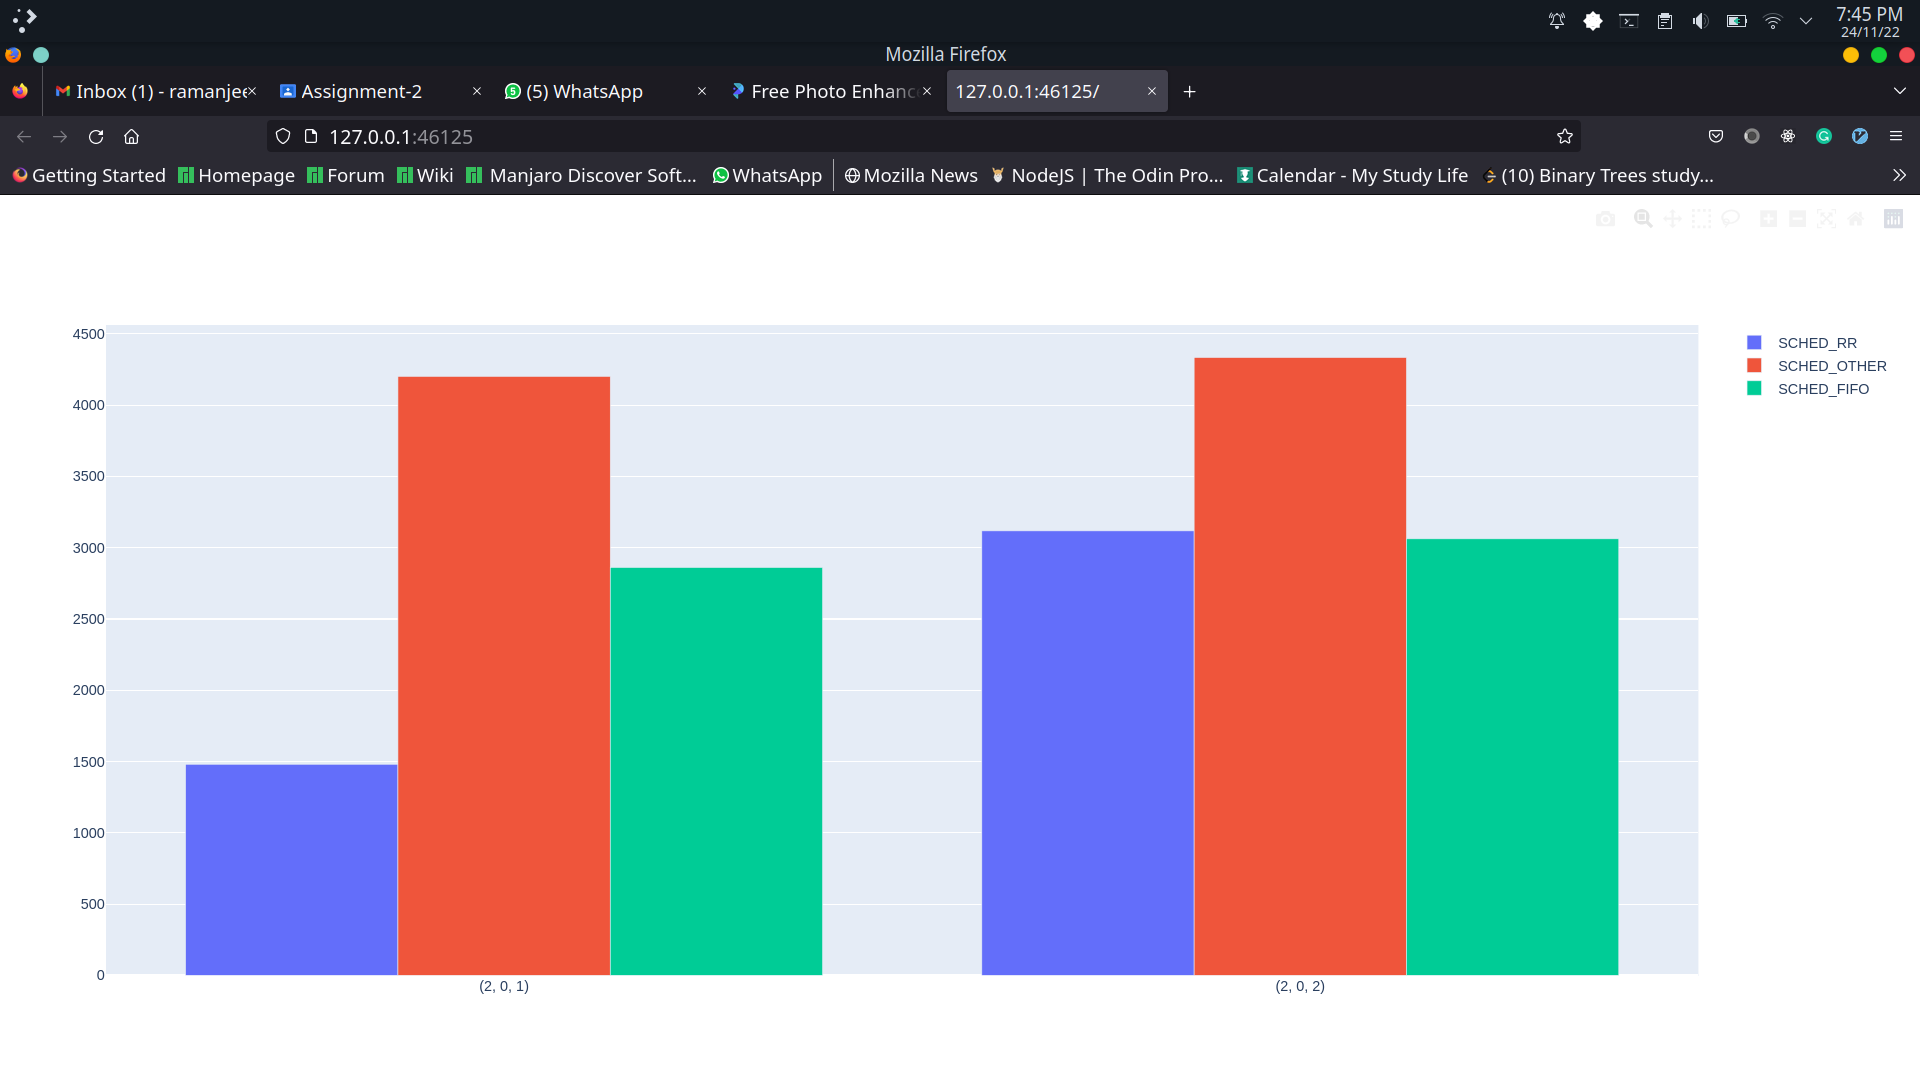 7:45 PM
24/11/22
Mozilla Firefox
Inbox (1) - ramanjee
Assignment-2
(5) WhatsApp
Free Photo Enhanc
127.0.0.1:46125/
127.0.0.1:46125
Getting Started
Homepage
Forum
Wiki
Manjaro Discover Soft...
WhatsApp
Mozilla News
NodeJS | The Odin Pro...
Calendar - My Study Life
(10) Binary Trees study...
4500
4000
3500
3000
2500
2000
1500
1000
500
0
(2, 0, 1)
(2, 0, 2)
SCHED_RR
SCHED_OTHER
SCHED_FIFO